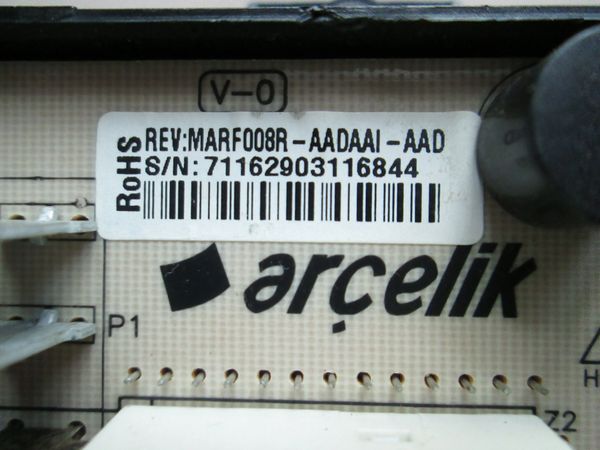 V-0
RoHS
REV:MARF008R-AADAAI-AAD
S/N: 71162903116844
arçelik
P1
H
Z2